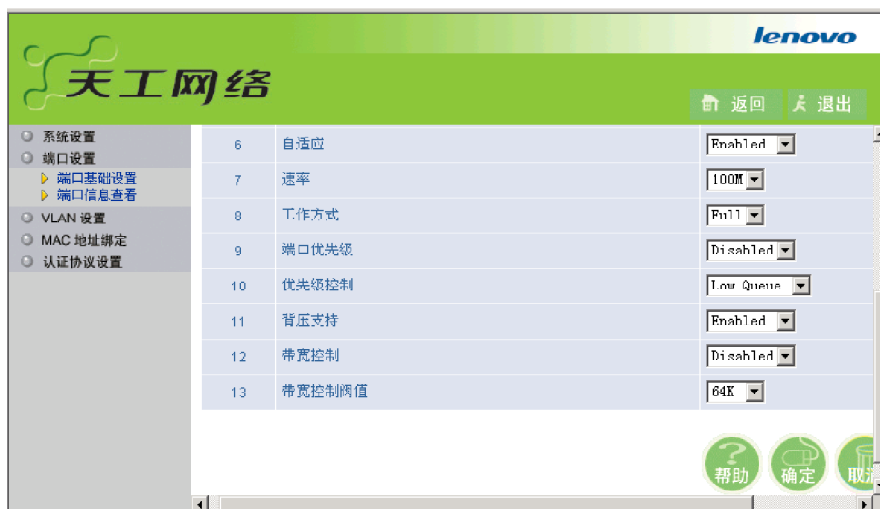 lenovo
天工网络
返回 退出
系统设置
端口设置
端口基础设置
端口信息查看
VLAN 设置
MAC 地址绑定
认证协议设置
6 自适应 Enabled
7 速率 100M
8 工作方式 Full
9 端口优先级 Disabled
10 优先级控制 Low Queue
11 背压支持 Enabled
12 带宽控制 Disabled
13 带宽控制阀值 64K
帮助 确定 取消